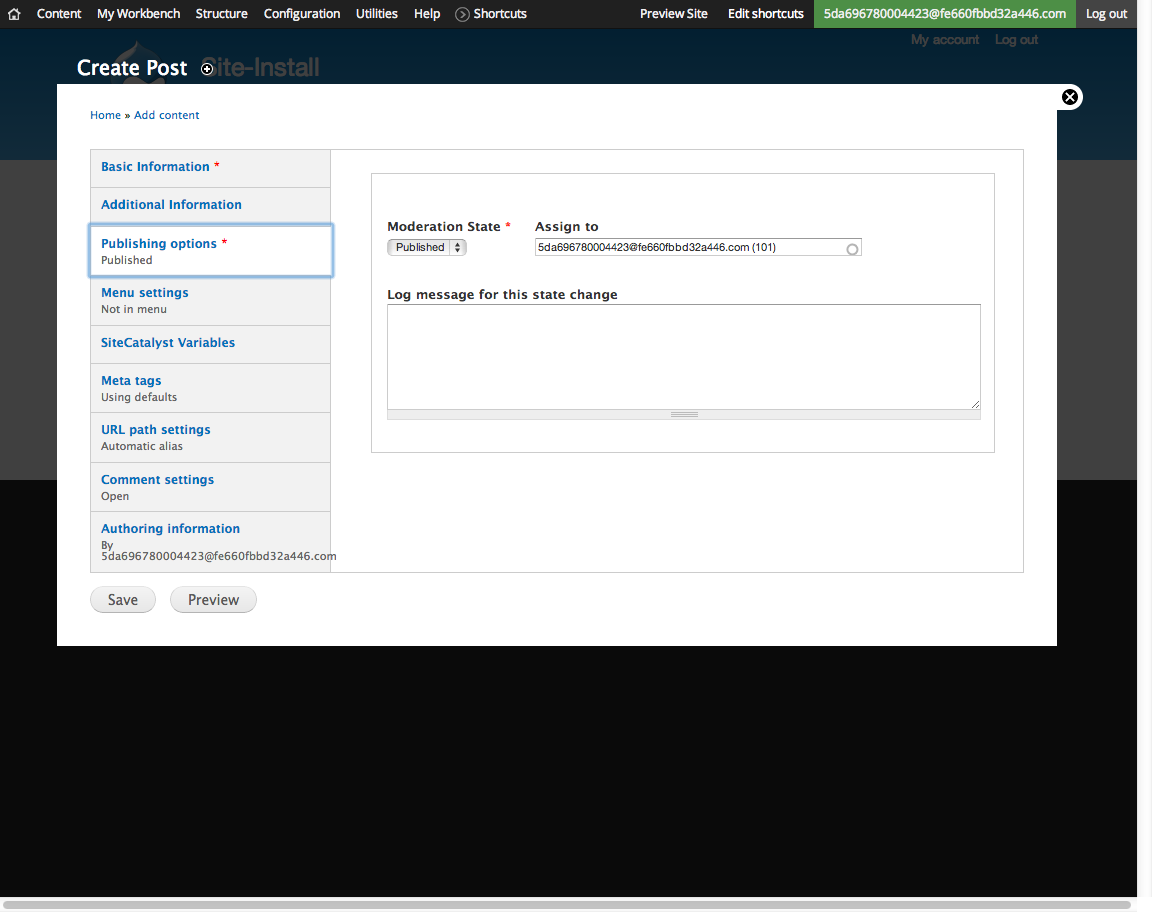 Content My Workbench Structure Configuration Utilities Help Shortcuts Preview Site Edit shortcuts 5da696780004423@fe660fbbd32a446.com Log out
My account Log out
Create Post Site-Install
Home » Add content
Basic Information *
Additional Information
Publishing options *
Published
Menu settings
Not in menu
SiteCatalyst Variables
Meta tags
Using defaults
URL path settings
Automatic alias
Comment settings
Open
Authoring information
By
5da696780004423@fe660fbbd32a446.com
Moderation State * Assign to
Published 5da696780004423@fe660fbbd32a446.com (101)
Log message for this state change
Save Preview